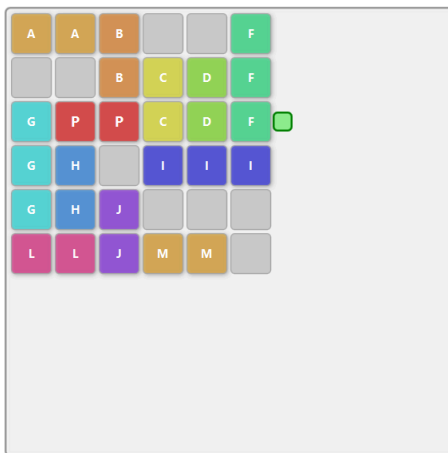 A A B F
B C D F
G P P C D F
G H I I I
G H J
L L J M M